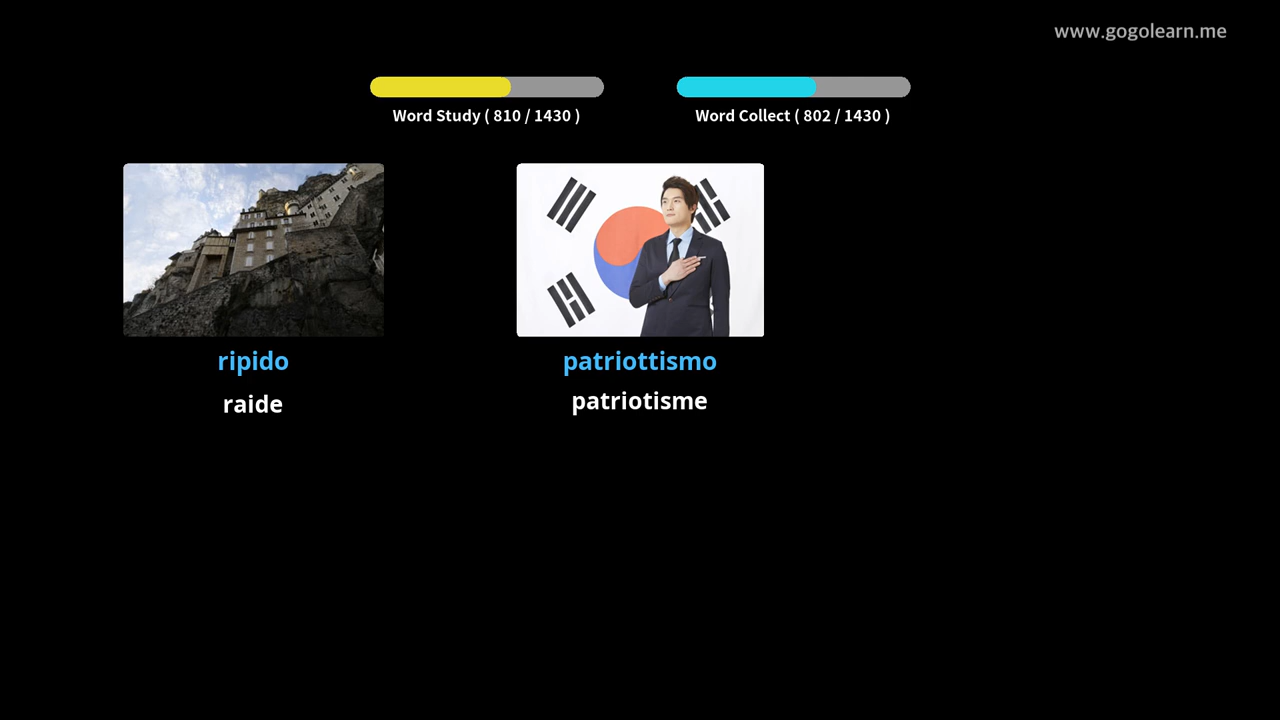 www.gogolearn.me
Word Study ( 810 / 1430 )
Word Collect ( 802 / 1430 )
ripido
raide
patriottismo
patriotisme